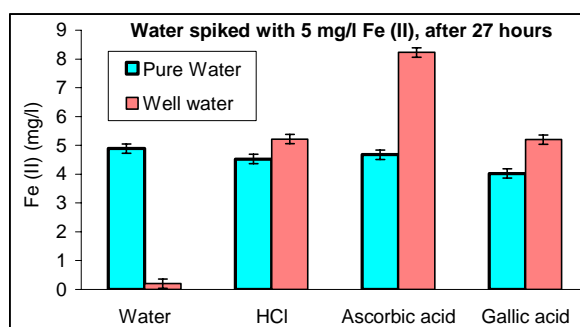 Water spiked with 5 mg/l Fe (II), after 27 hours
Pure Water
Well water
Fe (II) (mg/l)
9
8
7
6
5
4
3
2
1
0
Water HCl Ascorbic acid Gallic acid